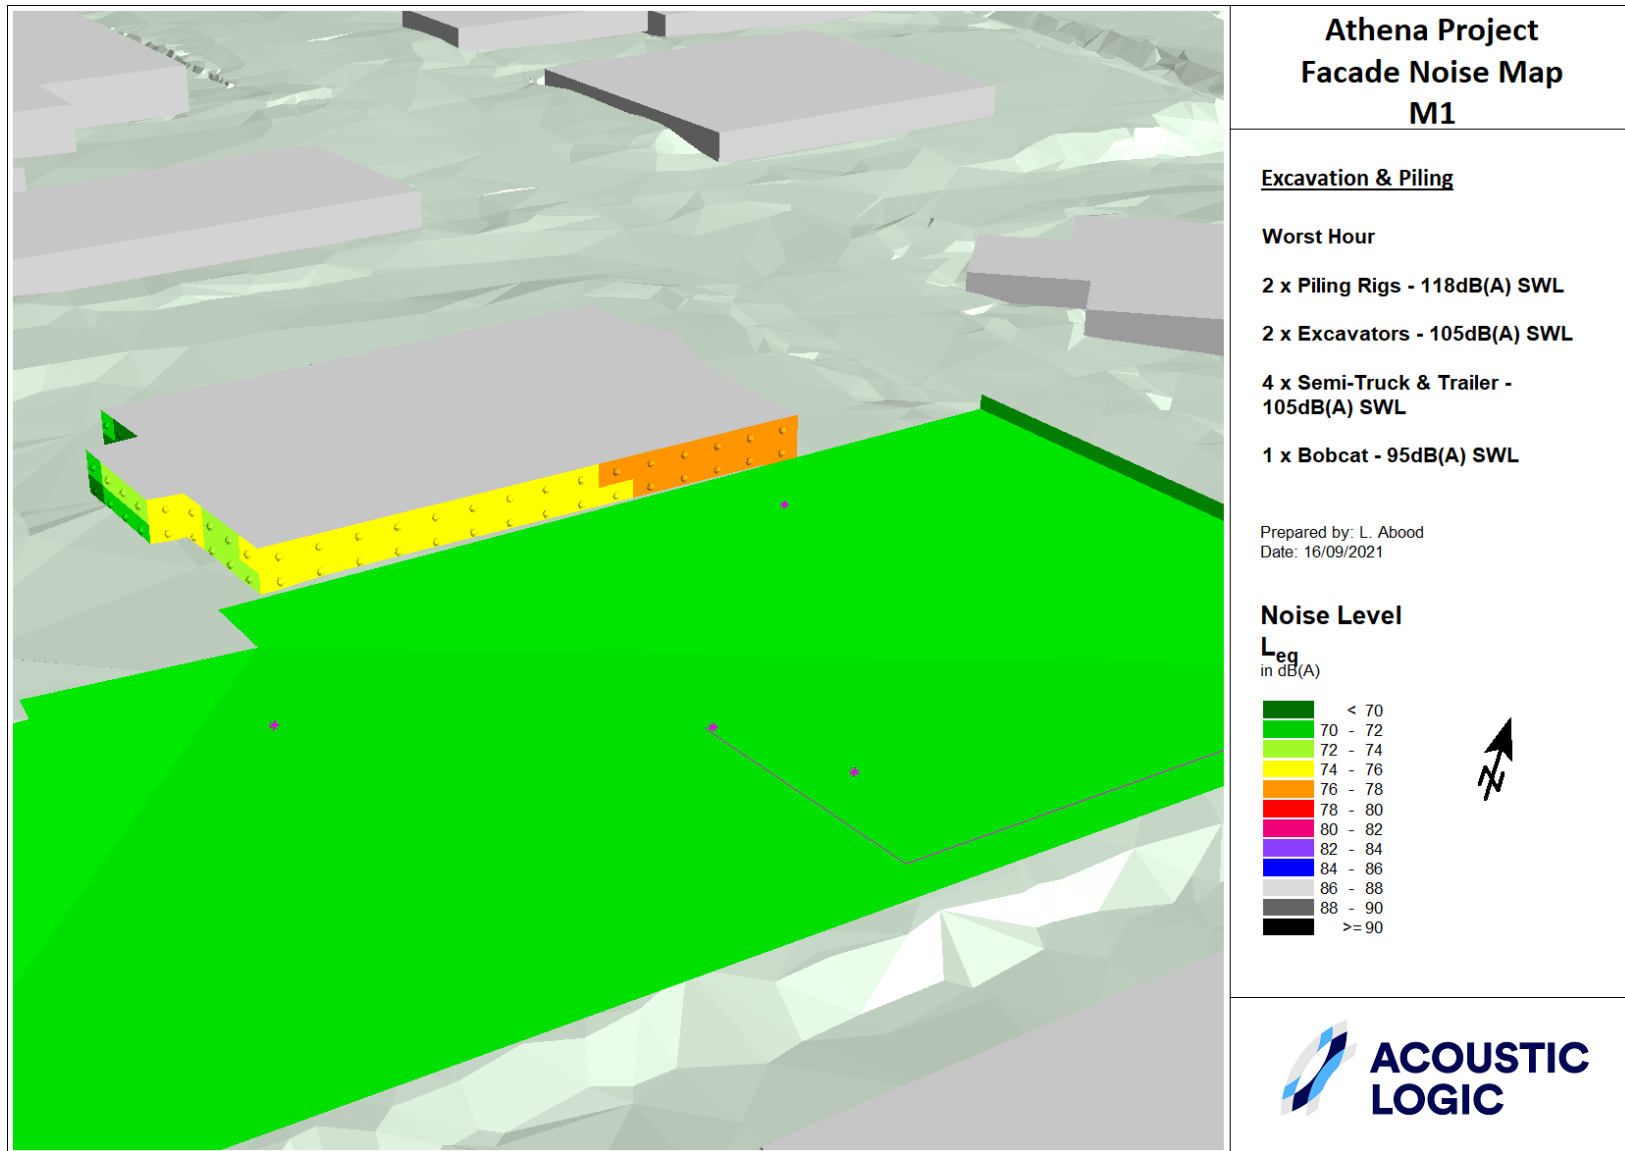 Athena Project
Facade Noise Map
M1
Excavation & Piling
Worst Hour
2 x Piling Rigs - 118dB(A) SWL
2 x Excavators - 105dB(A) SWL
4 x Semi-Truck & Trailer -
105dB(A) SWL
1 x Bobcat - 95dB(A) SWL
Prepared by: L. Abood
Date: 16/09/2021
Noise Level
Leq
in dB(A)
< 70
70 - 72
72 - 74
74 - 76
76 - 78
78 - 80
80 - 82
82 - 84
84 - 86
86 - 88
88 - 90
>= 90
N
ACOUSTIC
LOGIC